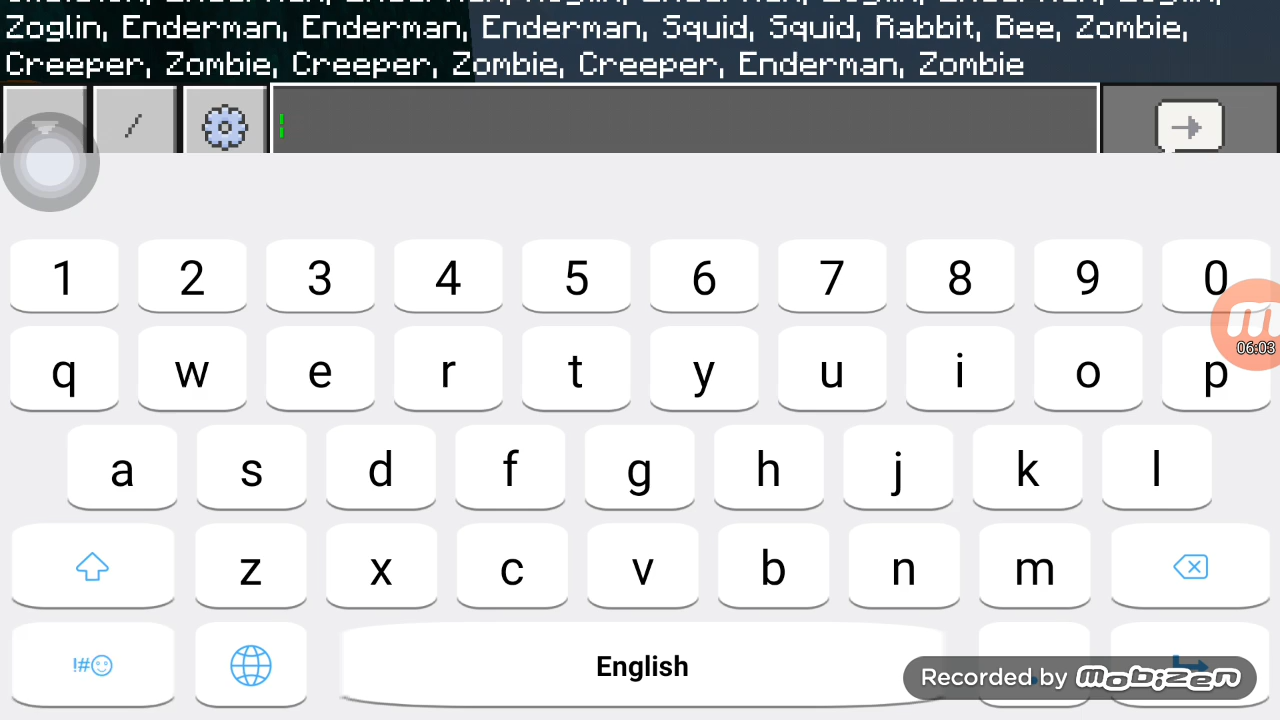 Zoglin, Enderman, Enderman, Enderman, Squid, Squid, Rabbit, Bee, Zombie,
Creeper, Zombie, Creeper, Zombie, Creeper, Enderman, Zombie
/
1 2 3 4 5 6 7 8 9 0
06:03
q w e r t y u i o p
a s d f g h j k l
z x c v b n m
!#☺ English
Recorded by mobizen